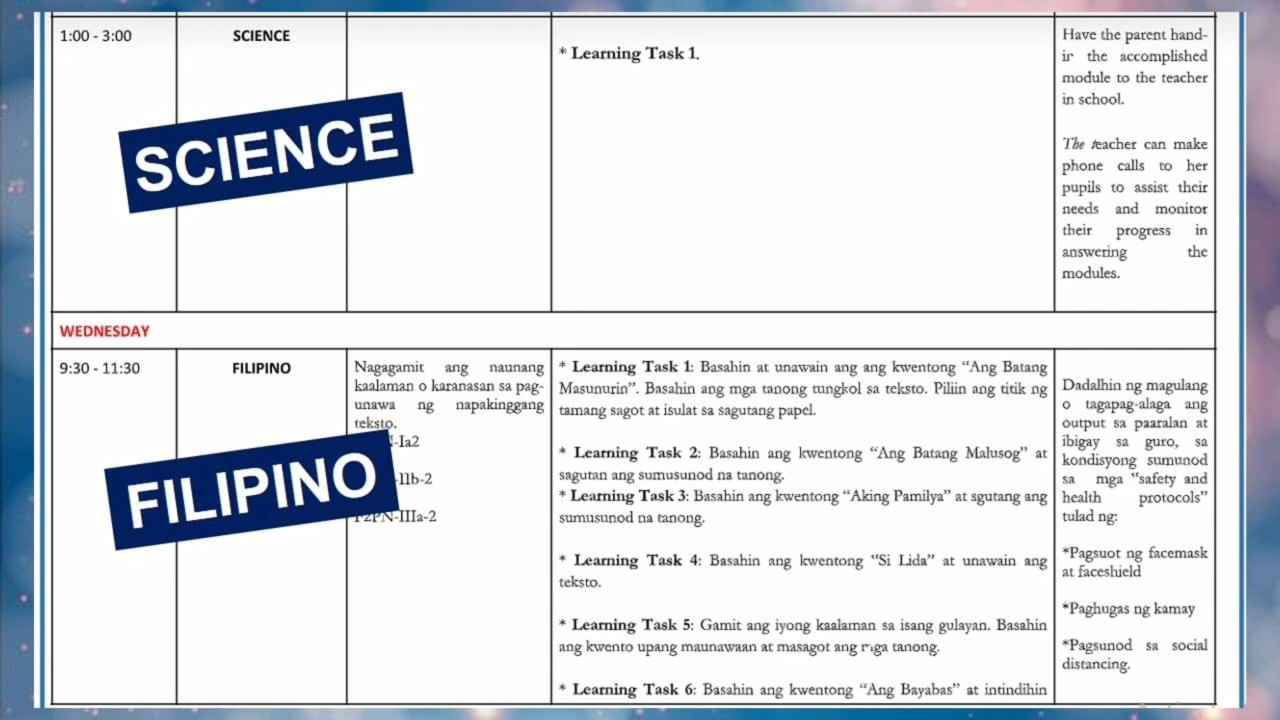 1:00 - 3:00
SCIENCE
* Learning Task 1.
Have the parent hand-
ir the accomplished
module to the teacher
in school.
The teacher can make
phone calls to her
pupils to assist their
needs and monitor
their progress in
answering the
modules.
SCIENCE
WEDNESDAY
9:30 - 11:30
FILIPINO
Nagagamit ang naunang
kaalaman o karanasan sa pag-
unawa ng napakinggang
teksto.
N-Ia2
-IIb-2
F2PN-IIIa-2
FILIPINO
* Learning Task 1: Basahin at unawain ang ang kwentong “Ang Batang
Masunurin”. Basahin ang mga tanong tungkol sa teksto. Piliin ang titik ng
tamang sagot at isulat sa sagutang papel.
* Learning Task 2: Basahin ang kwentong “Ang Batang Malusog” at
sagutan ang sumusunod na tanong.
* Learning Task 3: Basahin ang kwentong “Aking Pamilya” at sgutang ang
sumusunod na tanong.
* Learning Task 4: Basahin ang kwentong “Si Lida” at unawain ang
teksto.
* Learning Task 5: Gamit ang iyong kaalaman sa isang gulayan. Basahin
ang kwento upang maunawaan at masagot ang mga tanong.
* Learning Task 6: Basahin ang kwentong “Ang Bayabas” at intindihin
Dadalhin ng magulang
o tagapag-alaga ang
output sa paaralan at
ibigay sa guro, sa
kondisyong sumunod
sa mga “safety and
health protocols”
tulad ng:
*Pagsuot ng facemask
at faceshield
*Paghugas ng kamay
*Pagsunod sa social
distancing.